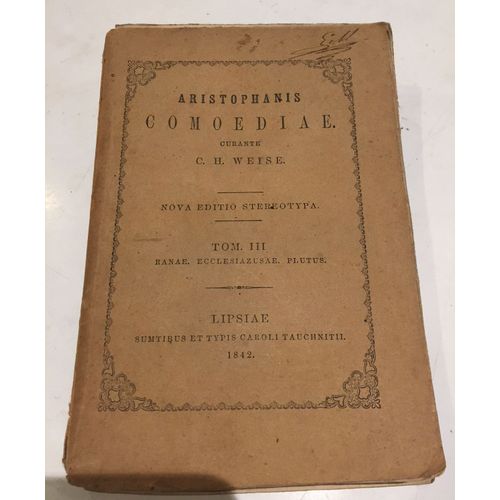 ARISTOPHANIS
COMOEDIAE.
CURANTE
C. H. WEISE.
NOVA EDITIO STEREOTYPA.
TOM. III
RANAE. ECCLESIAZUSAE. PLUTUS.
LIPSIAE
SUMTIBUS ET TYPIS CAROLI TAUCHNITII.
1842.